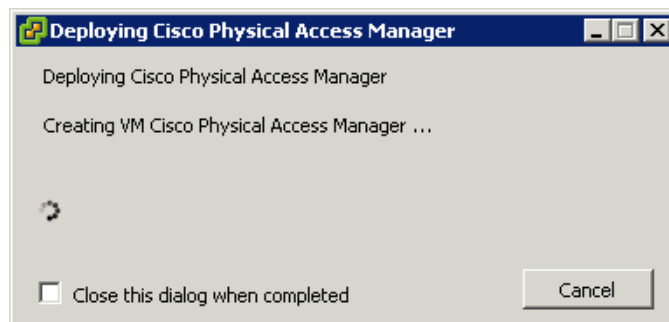 Deploying Cisco Physical Access Manager
Deploying Cisco Physical Access Manager
Creating VM Cisco Physical Access Manager ...
Close this dialog when completed
Cancel